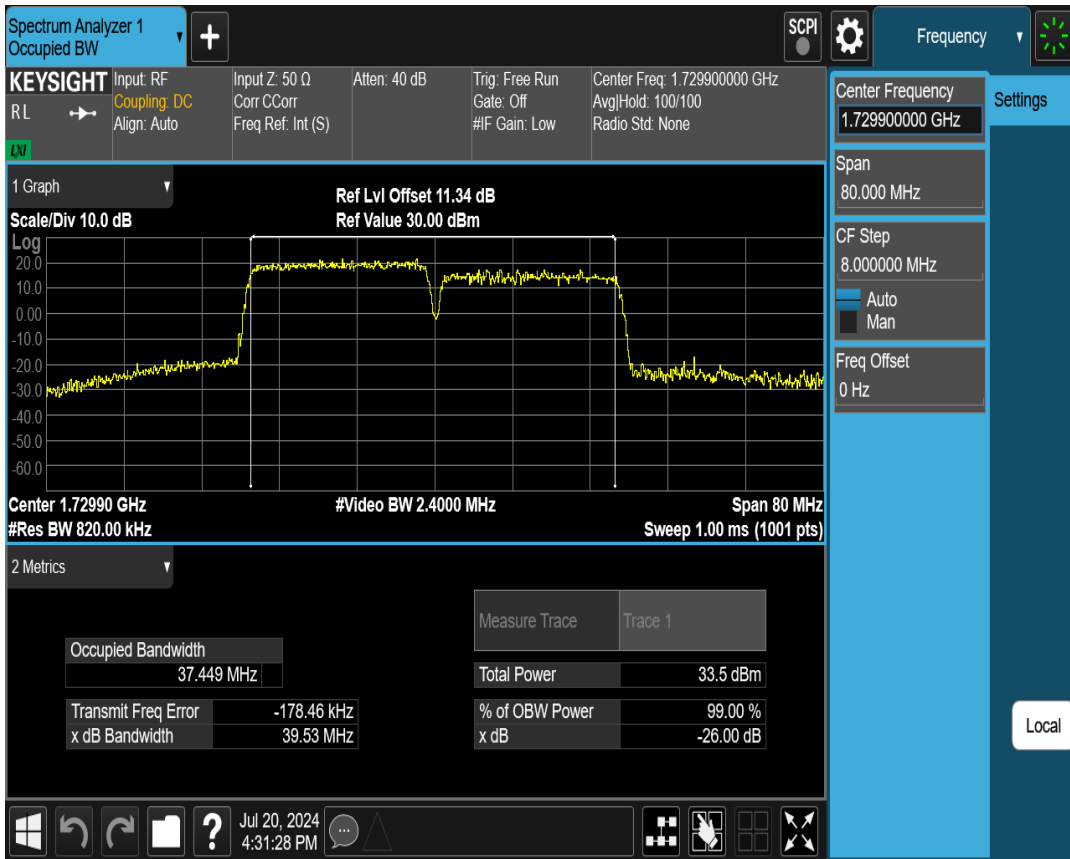 Spectrum Analyzer 1
Occupied BW
+
SCPI
Frequency
KEYSIGHT
RL
LXI
Input: RF
Coupling: DC
Align: Auto
Input Z: 50 Ω
Corr CCorr
Freq Ref: Int (S)
Atten: 40 dB
Trig: Free Run
Gate: Off
#IF Gain: Low
Center Freq: 1.729900000 GHz
Avg|Hold: 100/100
Radio Std: None
Center Frequency
1.729900000 GHz
Settings
Span
80.000 MHz
CF Step
8.000000 MHz
Auto
Man
Freq Offset
0 Hz
Local
1 Graph
Scale/Div 10.0 dB
Ref Lvl Offset 11.34 dB
Ref Value 30.00 dBm
Log
20.0
10.0
0.00
-10.0
-20.0
-30.0
-40.0
-50.0
-60.0
Center 1.72990 GHz
#Video BW 2.4000 MHz
Span 80 MHz
#Res BW 820.00 kHz
Sweep 1.00 ms (1001 pts)
2 Metrics
Measure Trace
Trace 1
Occupied Bandwidth
37.449 MHz
Total Power
33.5 dBm
Transmit Freq Error
-178.46 kHz
% of OBW Power
99.00 %
x dB Bandwidth
39.53 MHz
x dB
-26.00 dB
?
Jul 20, 2024
4:31:28 PM